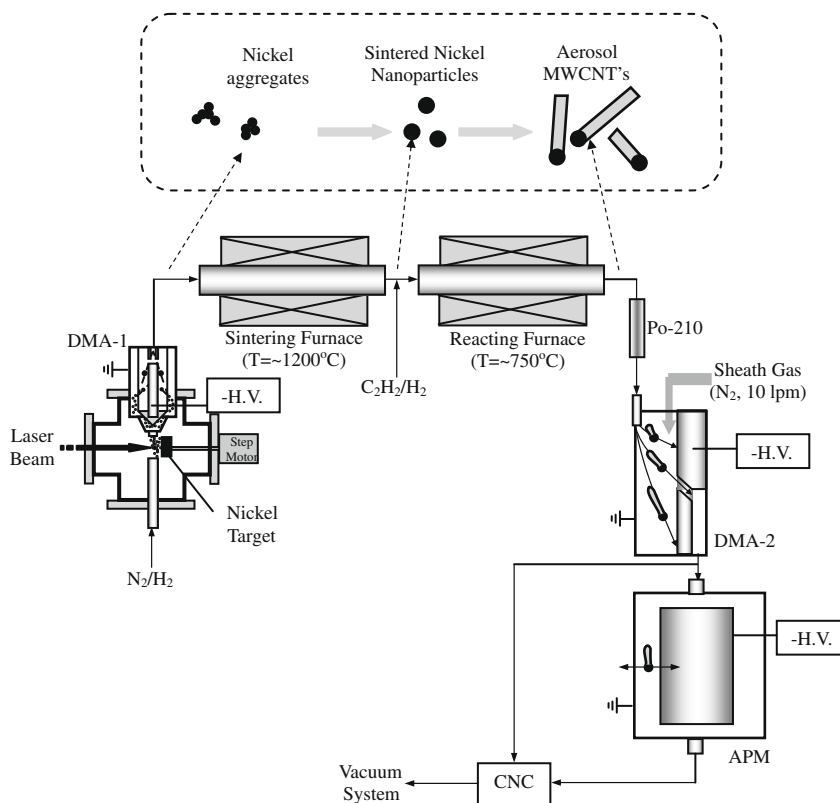 Nickel
aggregates
Sintered Nickel
Nanoparticles
Aerosol
MWCNT's
DMA-1
Sintering Furnace
(T=~1200°C)
Reacting Furnace
(T=~750°C)
Po-210
C₂H₂/H₂
Sheath Gas
(N₂, 10 lpm)
-H.V.
Laser
Beam
Step
Motor
-H.V.
Nickel
Target
DMA-2
N₂/H₂
-H.V.
APM
Vacuum
System
CNC